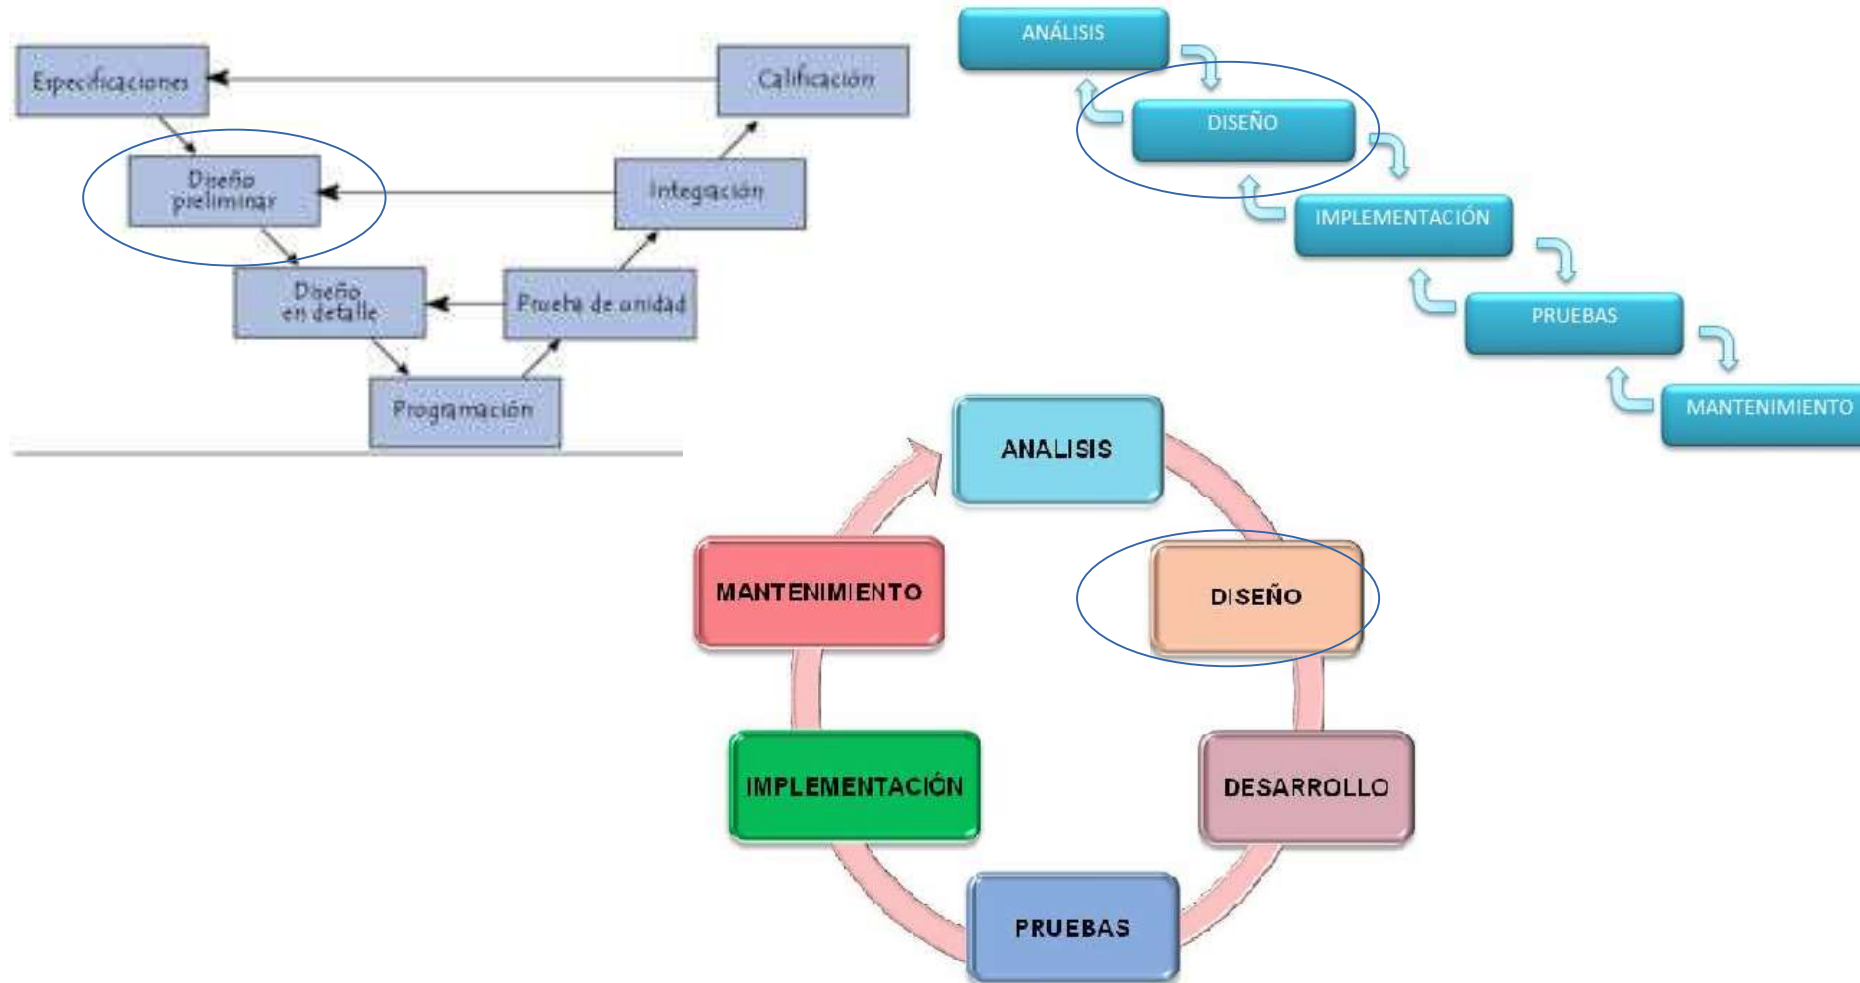 Especificaciones
Calificación
Diseño
preliminar
Integración
Diseño
en detalle
Prueba de unidad
Programación
ANÁLISIS
DISEÑO
IMPLEMENTACIÓN
PRUEBAS
MANTENIMIENTO
ANALISIS
MANTENIMIENTO
DISEÑO
IMPLEMENTACIÓN
DESARROLLO
PRUEBAS